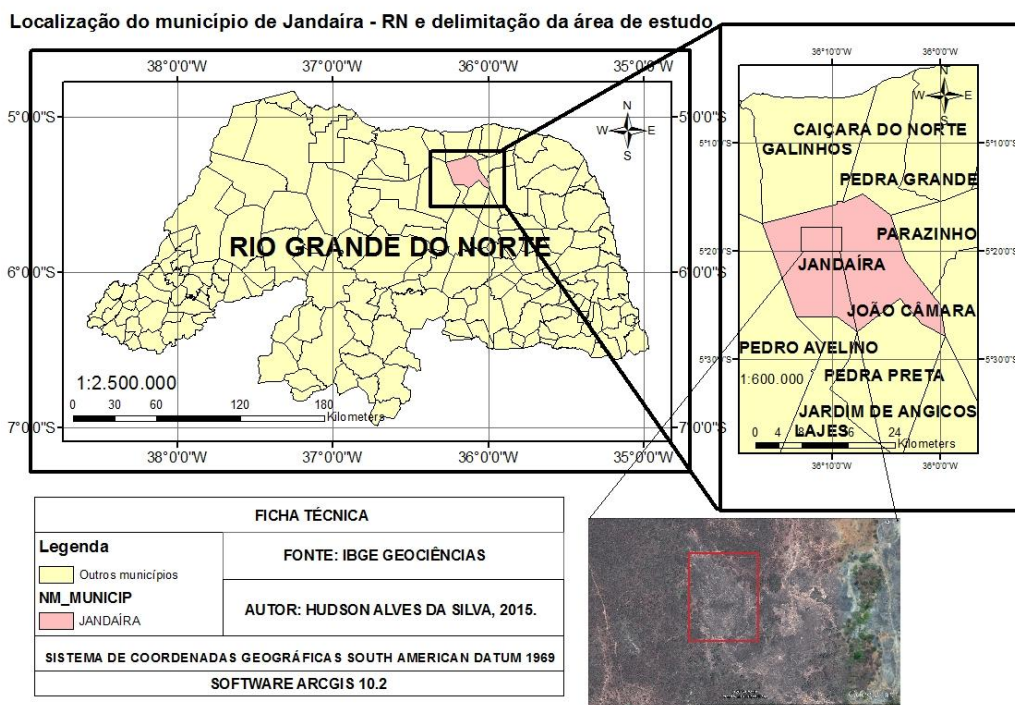 Localização do município de Jandaíra - RN e delimitação da área de estudo
38°0'0"W 37°0'0"W 36°0'0"W 35°0'0"W
5°0'0"S 5°0'0"S
N
W E
S
RIO GRANDE DO NORTE
6°0'0"S 6°0'0"S
1:2.500.000
0 30 60 120 180
Kilometers
7°0'0"S 7°0'0"S
38°0'0"W 37°0'0"W 36°0'0"W 35°0'0"W
36°10'0"W 36°0'0"W
N
W E
S
CAIÇARA DO NORTE
5°10'0"S 5°10'0"S
GALINHOS
PEDRA GRANDE
PARAZINHO
5°20'0"S 5°20'0"S
JANDAÍRA
JOÃO CÂMARA
PEDRO AVELINO
5°30'0"S 5°30'0"S
1:600.000
PEDRA PRETA
JARDIM DE ANGICOS
LAJES
0 4 8 16 24
Kilometers
36°10'0"W 36°0'0"W
FICHA TÉCNICA
Legenda
Outros municípios
NM_MUNICIP
JANDAÍRA
FONTE: IBGE GEOCIÊNCIAS
AUTOR: HUDSON ALVES DA SILVA, 2015.
SISTEMA DE COORDENADAS GEOGRÁFICAS SOUTH AMERICAN DATUM 1969
SOFTWARE ARCGIS 10.2